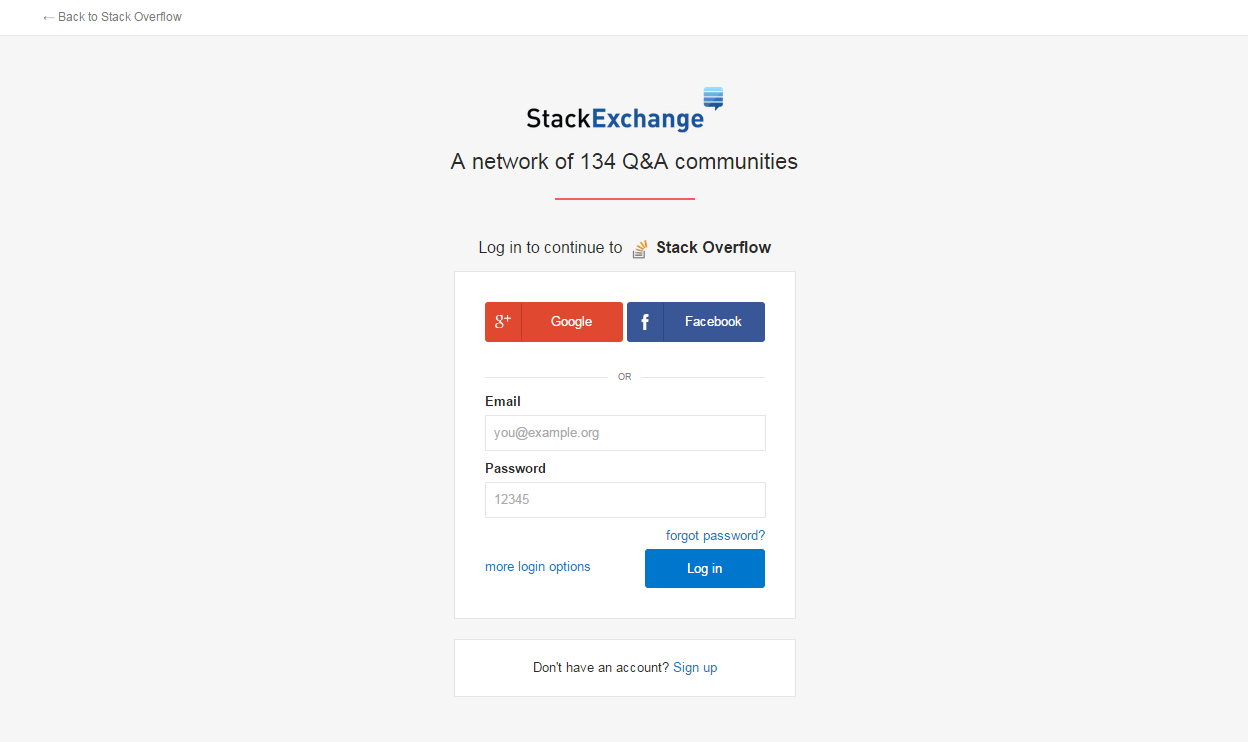 ← Back to Stack Overflow
StackExchange
A network of 134 Q&A communities
Log in to continue to Stack Overflow
g+ Google f Facebook
OR
Email
you@example.org
Password
12345
forgot password?
more login options Log in
Don't have an account? Sign up